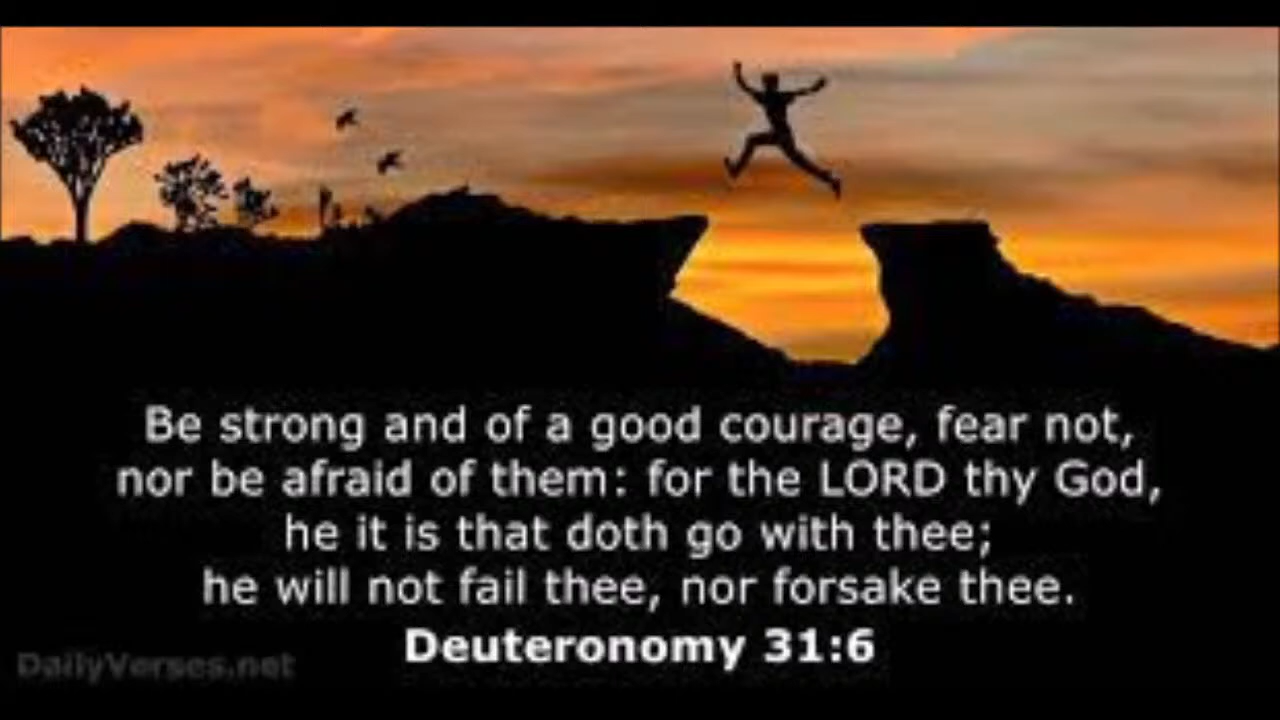 Be strong and of a good courage, fear not,
nor be afraid of them: for the LORD thy God,
he it is that doth go with thee;
he will not fail thee, nor forsake thee.
Deuteronomy 31:6
DailyVerses.net